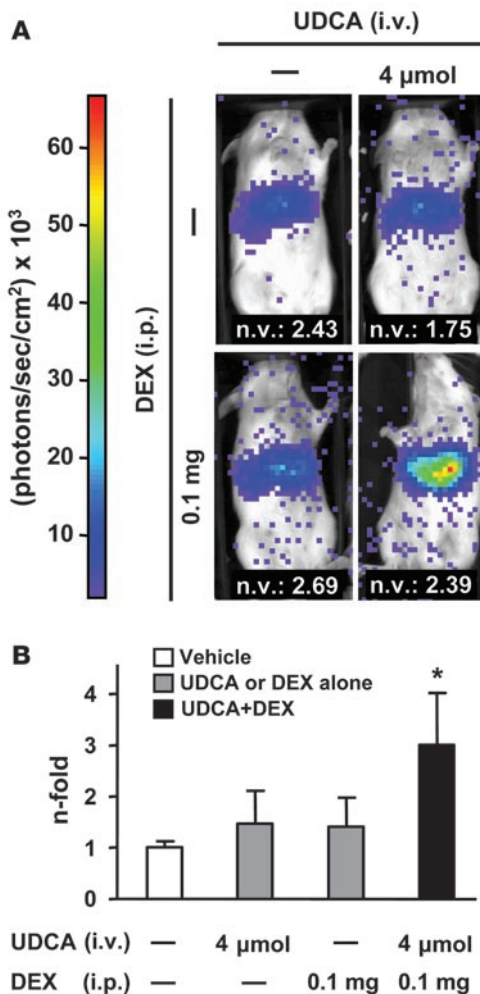 A
UDCA (i.v.)
— 4 µmol
(photons/sec/cm²) x 10³
60
50
40
30
20
10
DEX (i.p.)
—
n.v.: 2.43 n.v.: 1.75
0.1 mg
n.v.: 2.69 n.v.: 2.39
B
Vehicle
UDCA or DEX alone
UDCA+DEX
*
n-fold
4
3
2
1
0
UDCA (i.v.) — 4 µmol — 4 µmol
DEX (i.p.) — — 0.1 mg 0.1 mg